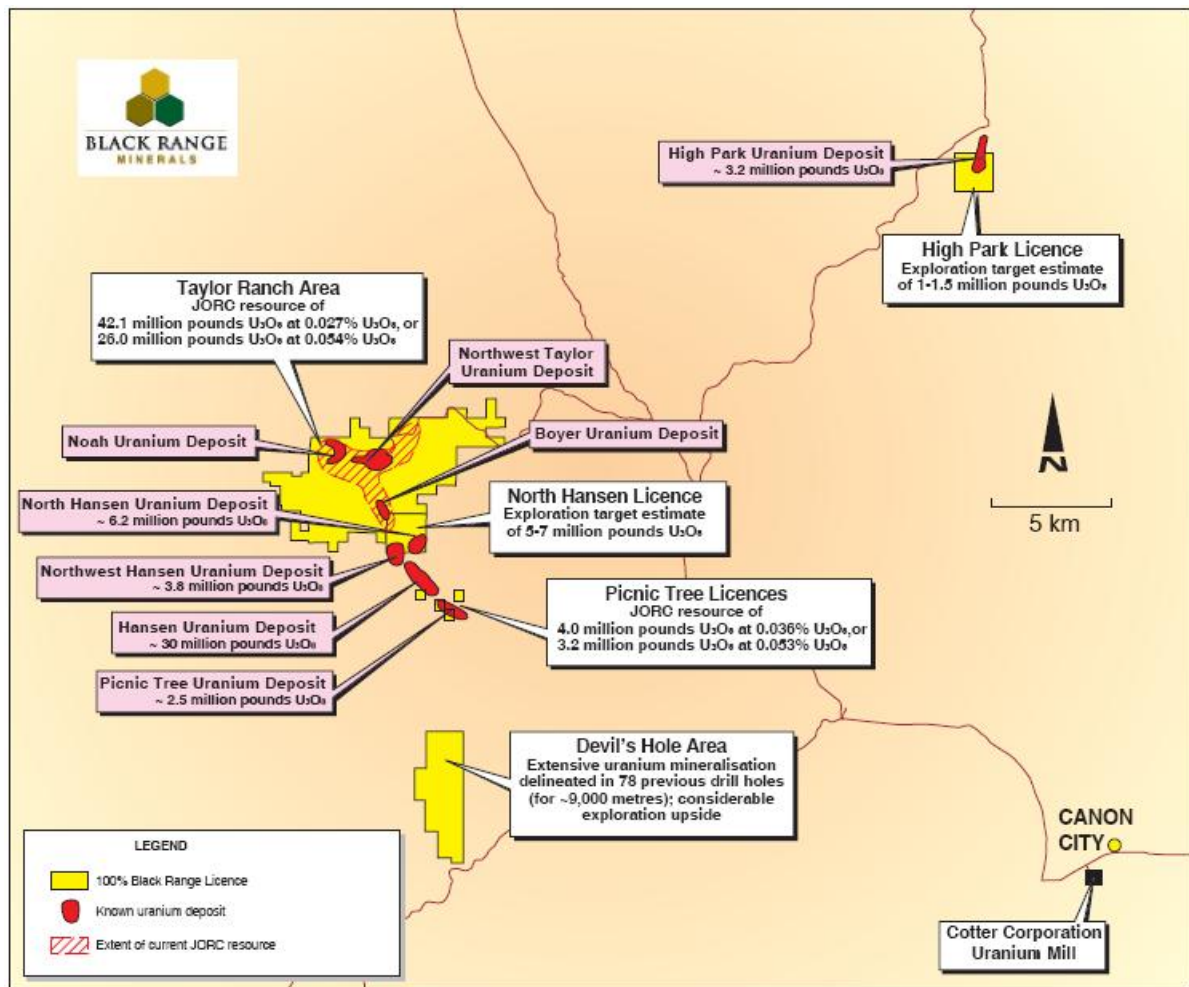 BLACK RANGE
MINERALS
High Park Uranium Deposit
~ 3.2 million pounds U₃O₈
High Park Licence
Exploration target estimate
of 1-1.5 million pounds U₃O₈
Taylor Ranch Area
JORC resource of
42.1 million pounds U₃O₈ at 0.027% U₃O₈, or
26.0 million pounds U₃O₈ at 0.054% U₃O₈
Northwest Taylor
Uranium Deposit
Noah Uranium Deposit
Boyer Uranium Deposit
North Hansen Uranium Deposit
~ 6.2 million pounds U₃O₈
North Hansen Licence
Exploration target estimate
of 5-7 million pounds U₃O₈
N
5 km
Northwest Hansen Uranium Deposit
~ 3.8 million pounds U₃O₈
Picnic Tree Licences
JORC resource of
4.0 million pounds U₃O₈ at 0.036% U₃O₈,or
3.2 million pounds U₃O₈ at 0.053% U₃O₈
Hansen Uranium Deposit
~ 30 million pounds U₃O₈
Picnic Tree Uranium Deposit
~ 2.5 million pounds U₃O₈
Devil's Hole Area
Extensive uranium mineralisation
delineated in 78 previous drill holes
(for ~9,000 metres); considerable
exploration upside
CANON
CITY
Cotter Corporation
Uranium Mill
LEGEND
100% Black Range Licence
Known uranium deposit
Extent of current JORC resource